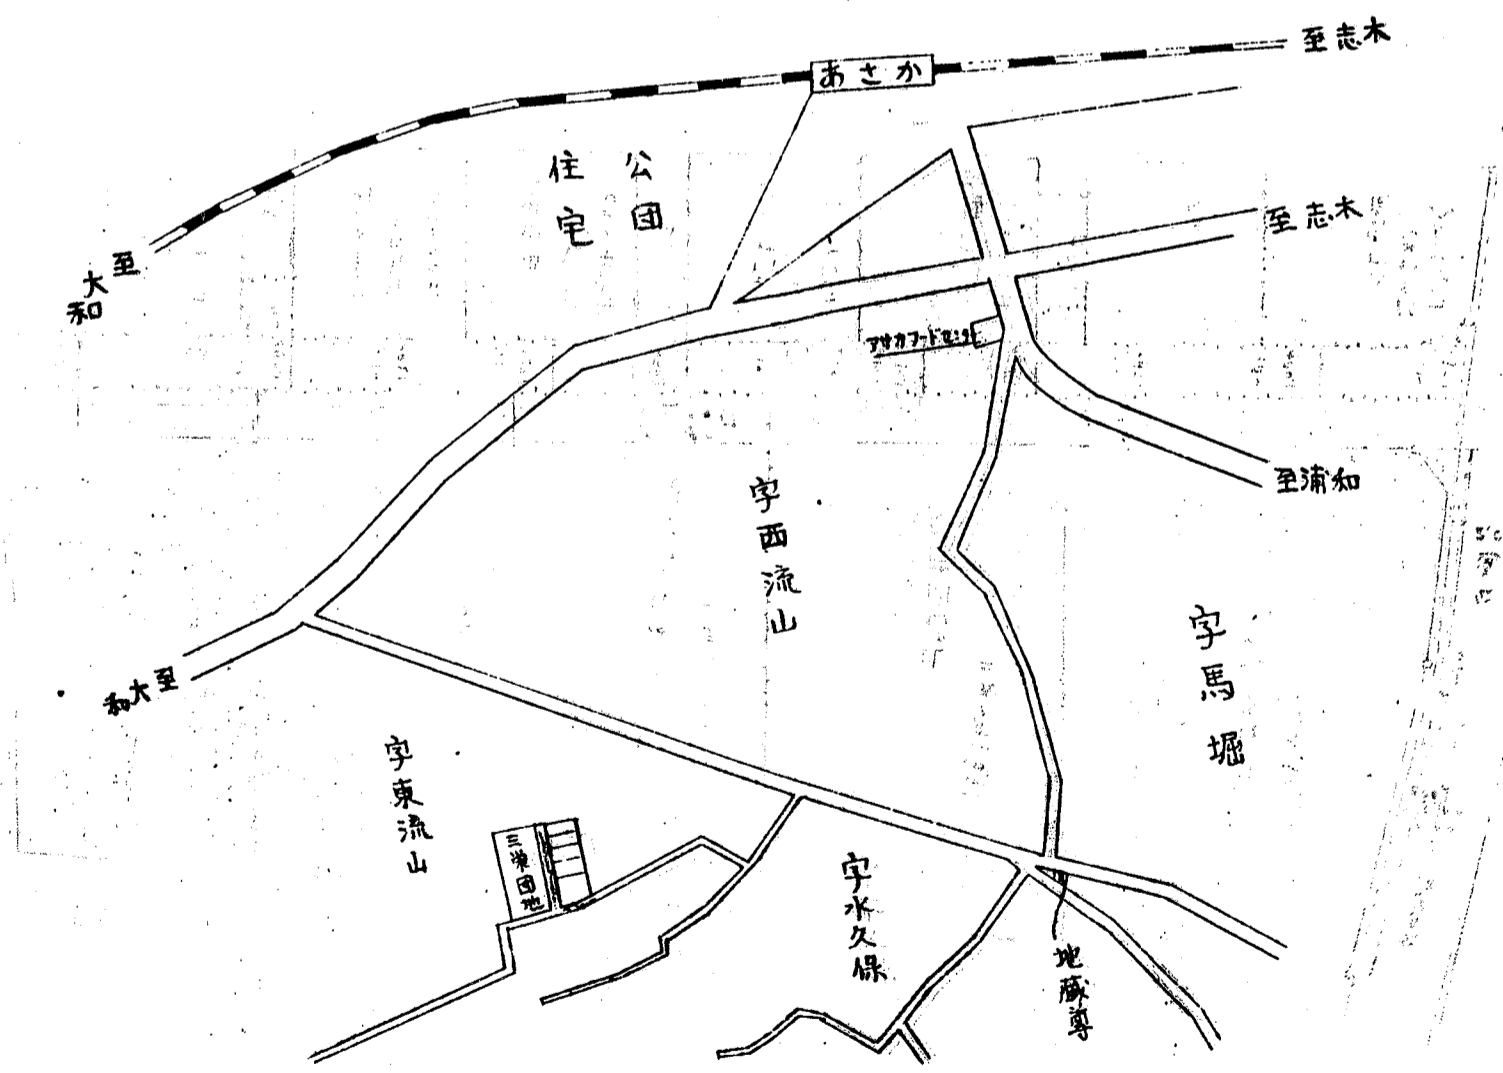 至志木
あさか
公団
住宅
至大和
至志木
アサカフードセンター
至浦和
字西流山
字馬堀
至大和
字東流山
三栄団地
字水久保
地蔵尊